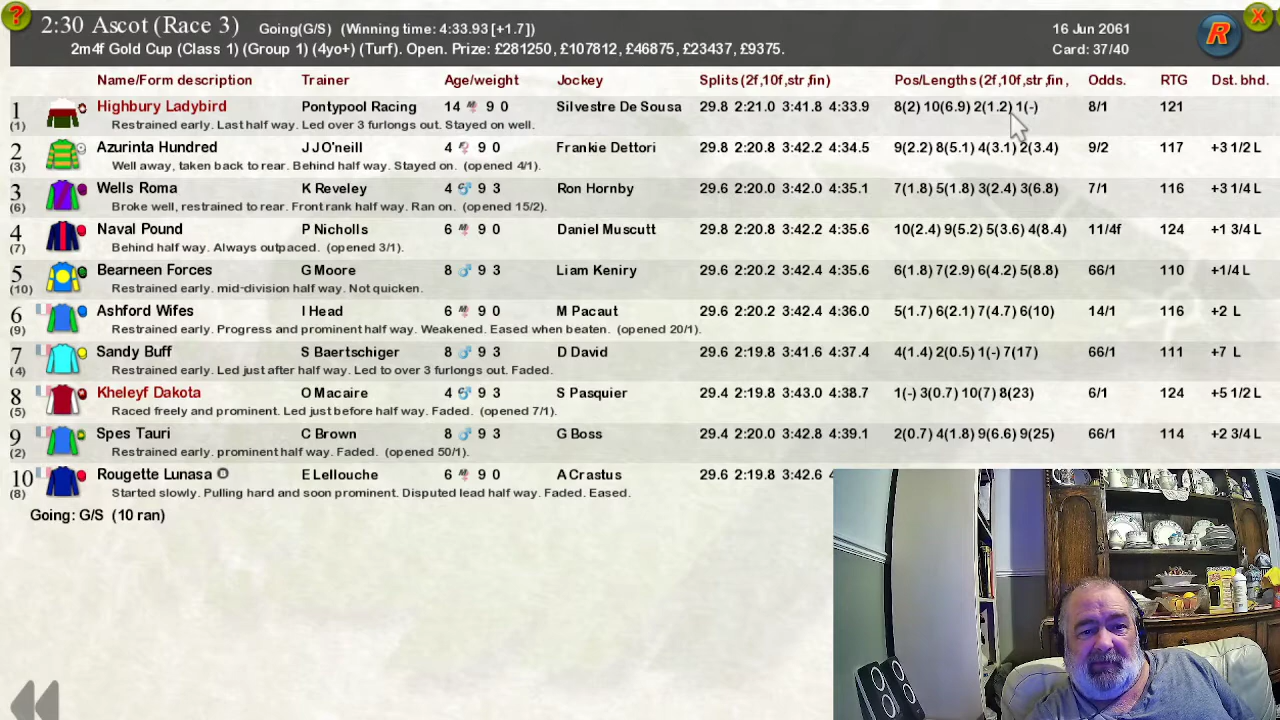 2:30 Ascot (Race 3) Going(G/S) (Winning time: 4:33.93 [+1.7]) 16 Jun 2061
2m4f Gold Cup (Class 1) (Group 1) (4yo+) (Turf). Open. Prize: £281250, £107812, £46875, £23437, £9375. Card: 37/40
Name/Form description Trainer Age/weight Jockey Splits (2f,10f,str,fin) Pos/Lengths (2f,10f,str,fin, Odds. RTG Dst. bhd.
1 Highbury Ladybird Pontypool Racing 14 9 0 Silvestre De Sousa 29.8 2:21.0 3:41.8 4:33.9 8(2) 10(6.9) 2(1.2) 1(-) 8/1 121
(1) Restrained early. Last half way. Led over 3 furlongs out. Stayed on well.
2 Azurinta Hundred J J O'neill 4 9 0 Frankie Dettori 29.8 2:20.8 3:42.2 4:34.5 9(2.2) 8(5.1) 4(3.1) 2(3.4) 9/2 117 +3 1/2 L
(3) Well away, taken back to rear. Behind half way. Stayed on. (opened 4/1).
3 Wells Roma K Reveley 4 9 3 Ron Hornby 29.6 2:20.0 3:42.0 4:35.1 7(1.8) 5(1.8) 3(2.4) 3(6.8) 7/1 116 +3 1/4 L
(6) Broke well, restrained to rear. Front rank half way. Ran on. (opened 15/2).
4 Naval Pound P Nicholls 6 9 0 Daniel Muscutt 29.8 2:20.8 3:42.2 4:35.6 10(2.4) 9(5.2) 5(3.6) 4(8.4) 11/4f 124 +1 3/4 L
(7) Behind half way. Always outpaced. (opened 3/1).
5 Bearneen Forces G Moore 8 9 3 Liam Keniry 29.6 2:20.2 3:42.4 4:35.6 6(1.8) 7(2.9) 6(4.2) 5(8.8) 66/1 110 +1/4 L
(10) Restrained early. mid-division half way. Not quicken.
6 Ashford Wifes I Head 6 9 0 M Pacaut 29.6 2:20.2 3:42.4 4:36.0 5(1.7) 6(2.1) 7(4.7) 6(10) 14/1 116 +2 L
(9) Restrained early. Progress and prominent half way. Weakened. Eased when beaten. (opened 20/1).
7 Sandy Buff S Baertschiger 8 9 3 D David 29.6 2:19.8 3:41.6 4:37.4 4(1.4) 2(0.5) 1(-) 7(17) 66/1 111 +7 L
(4) Restrained early. Led just after half way. Led to over 3 furlongs out. Faded.
8 Kheleyf Dakota O Macaire 4 9 3 S Pasquier 29.4 2:19.8 3:43.0 4:38.7 1(-) 3(0.7) 10(7) 8(23) 6/1 124 +5 1/2 L
(5) Raced freely and prominent. Led just before half way. Faded. (opened 7/1).
9 Spes Tauri C Brown 8 9 3 G Boss 29.4 2:20.0 3:42.8 4:39.1 2(0.7) 4(1.8) 9(6.6) 9(25) 66/1 114 +2 3/4 L
(2) Restrained early. prominent half way. Faded. (opened 50/1).
10 Rougette Lunasa E Lellouche 6 9 0 A Crastus 29.6 2:19.8 3:42.6
(8) Started slowly. Pulling hard and soon prominent. Disputed lead half way. Faded. Eased.
Going: G/S (10 ran)